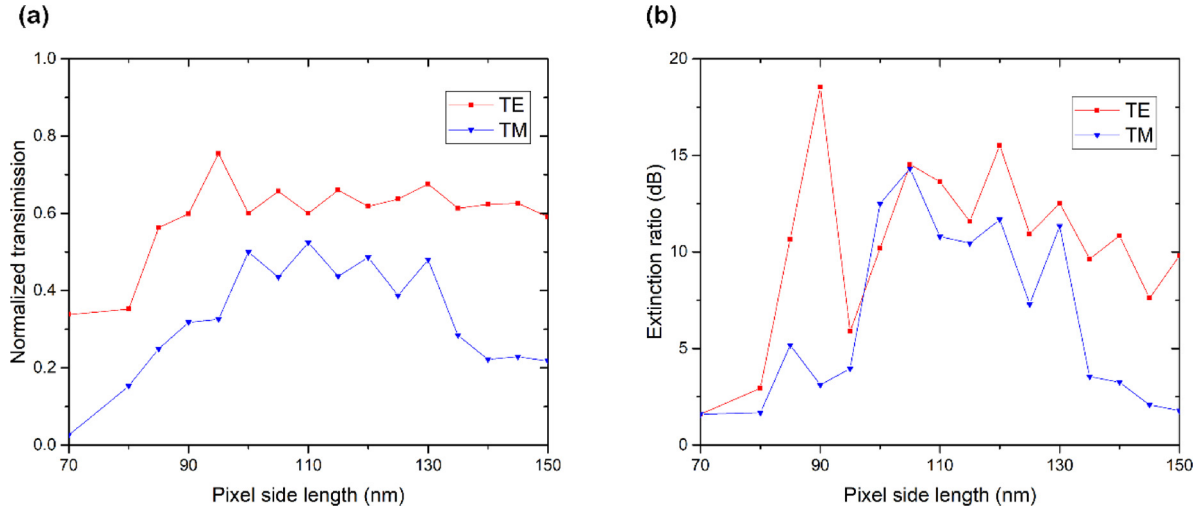 (a)
1.0
0.8
0.6
0.4
0.2
0.0
Normalized transmission
TE
TM
70
90
110
130
150
Pixel side length (nm)
(b)
20
15
10
5
0
Extinction ratio (dB)
TE
TM
70
90
110
130
150
Pixel side length (nm)